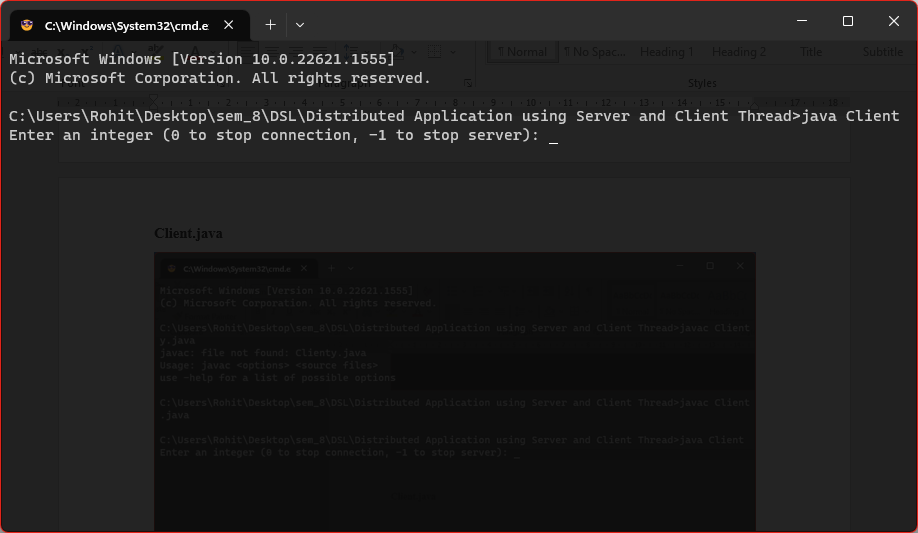 C:\Windows\System32\cmd.e
Microsoft Windows [Version 10.0.22621.1555]
(c) Microsoft Corporation. All rights reserved.
C:\Users\Rohit\Desktop\sem_8\DSL\Distributed Application using Server and Client Thread>java Client
Enter an integer (0 to stop connection, -1 to stop server): _
¶ Normal ¶ No Spac... Heading 1 Heading 2 Title Subtitle
Font Paragraph Styles
Client.java
C:\Windows\System32\cmd.e
Microsoft Windows [Version 10.0.22621.1555]
(c) Microsoft Corporation. All rights reserved.
C:\Users\Rohit\Desktop\sem_8\DSL\Distributed Application using Server and Client Thread>javac Client
y.java
javac: file not found: Clienty.java
Usage: javac <options> <source files>
use -help for a list of possible options
C:\Users\Rohit\Desktop\sem_8\DSL\Distributed Application using Server and Client Thread>javac Client
.java
C:\Users\Rohit\Desktop\sem_8\DSL\Distributed Application using Server and Client Thread>java Client
Enter an integer (0 to stop connection, -1 to stop server): _